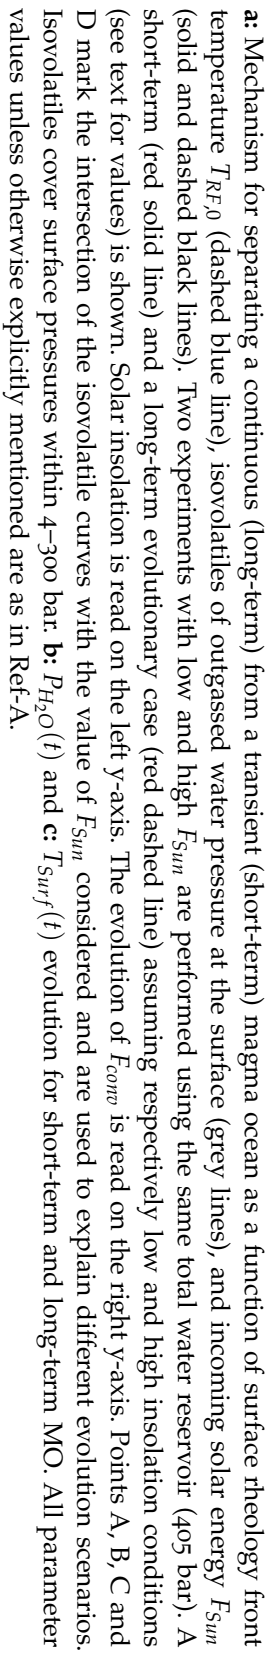 a: Mechanism for separating a continuous (long-term) from a transient (short-term) magma ocean as a function of surface rheology front
temperature T_{RF,0} (dashed blue line), isovolatiles of outgassed water pressure at the surface (grey lines), and incoming solar energy F_{Sun}
(solid and dashed black lines). Two experiments with low and high F_{Sun} are performed using the same total water reservoir (405 bar). A
short-term (red solid line) and a long-term evolutionary case (red dashed line) assuming respectively low and high insolation conditions
(see text for values) is shown. Solar insolation is read on the left y-axis. The evolution of F_{conv} is read on the right y-axis. Points A, B, C and
D mark the intersection of the isovolatile curves with the value of F_{Sun} considered and are used to explain different evolution scenarios.
Isovolatiles cover surface pressures within 4–300 bar. b: P_{H_2O}(t) and c: T_{Surf}(t) evolution for short-term and long-term MO. All parameter
values unless otherwise explicitly mentioned are as in Ref-A.